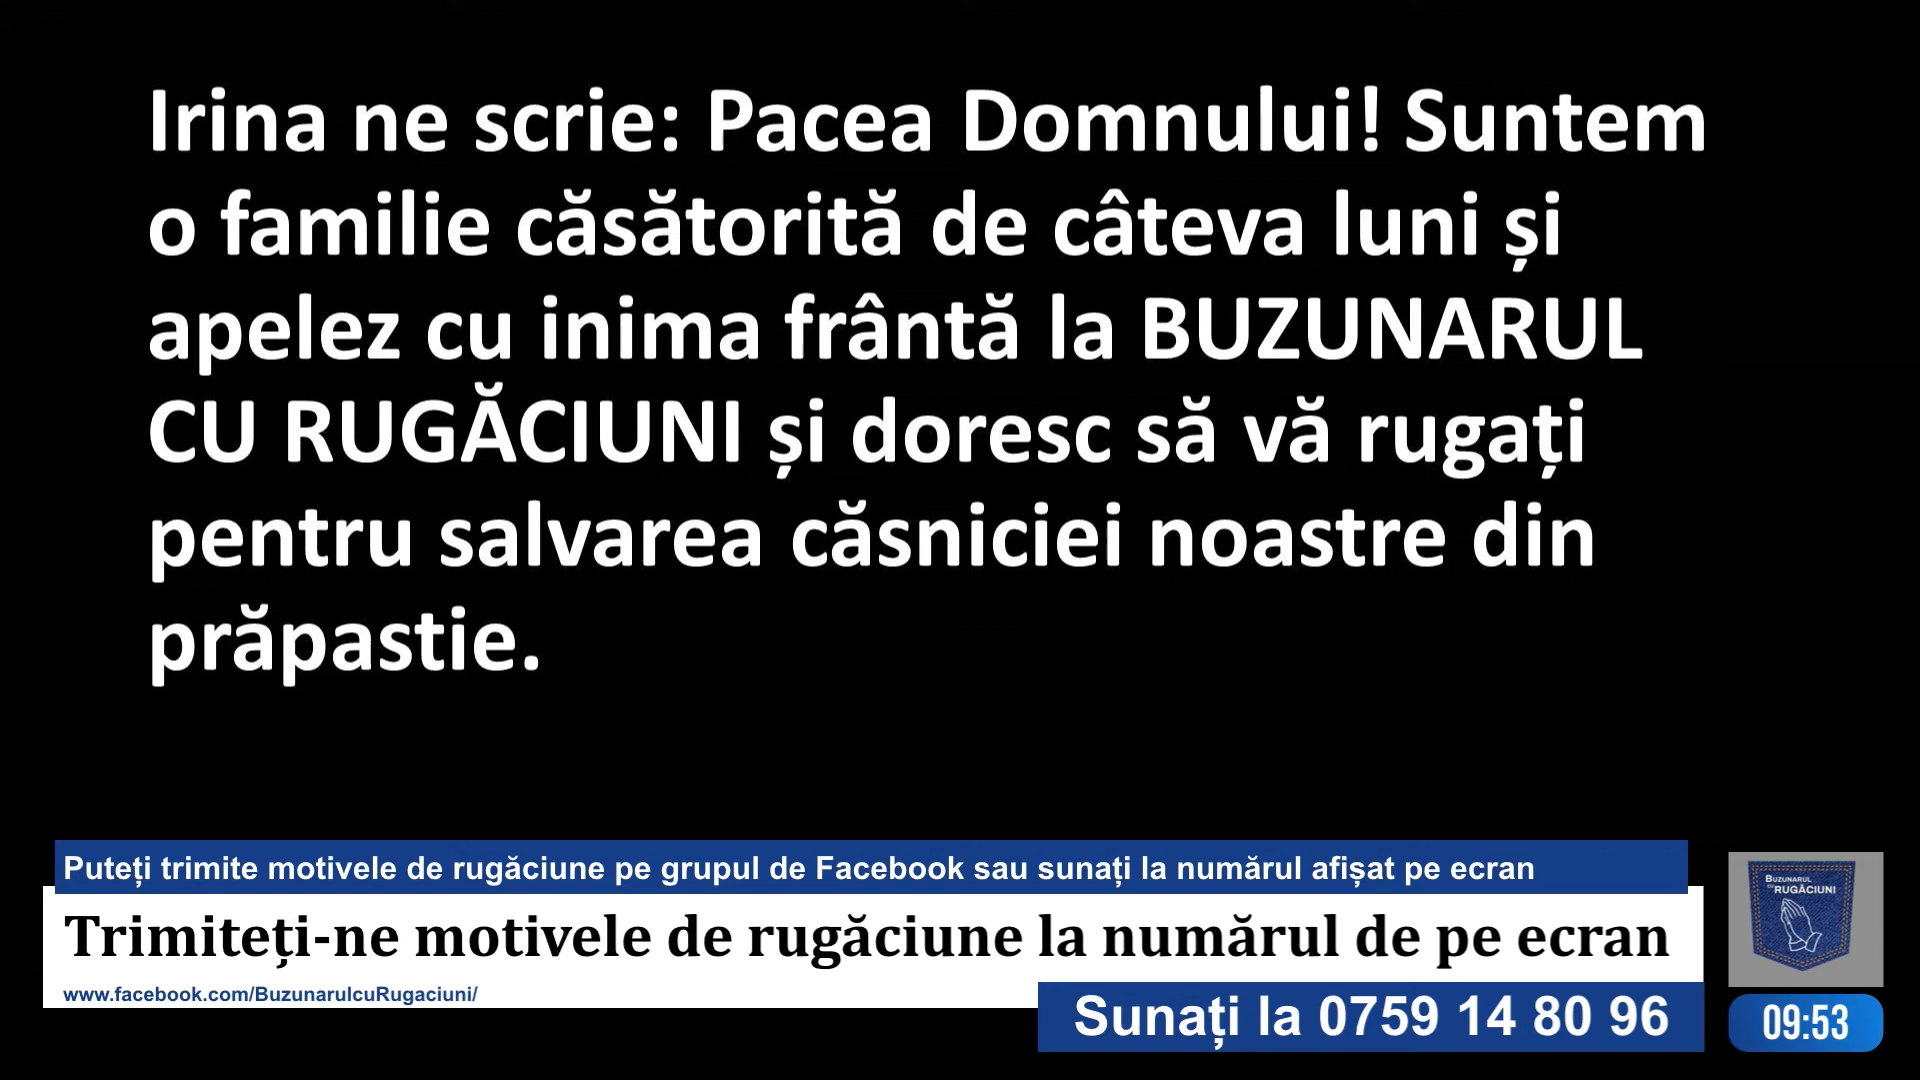 Irina ne scrie: Pacea Domnului! Suntem
o familie căsătorită de câteva luni și
apelez cu inima frântă la BUZUNARUL
CU RUGĂCIUNI și doresc să vă rugați
pentru salvarea căsniciei noastre din
prăpastie.
Puteți trimite motivele de rugăciune pe grupul de Facebook sau sunați la numărul afișat pe ecran
Trimiteți-ne motivele de rugăciune la numărul de pe ecran
www.facebook.com/BuzunarulcuRugaciuni/
Sunați la 0759 14 80 96
BUZUNARUL
CU RUGĂCIUNI
09:53